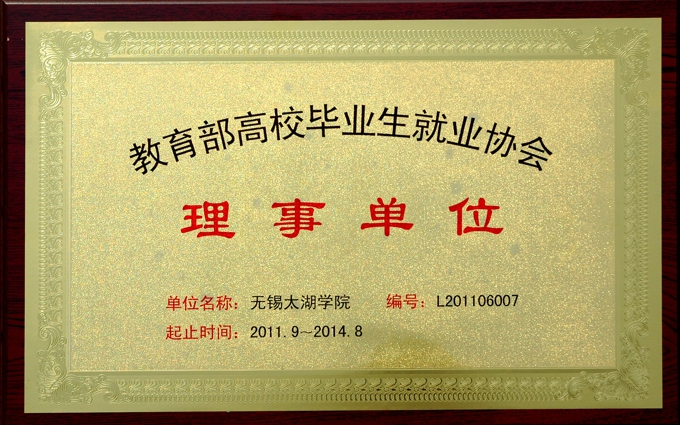 教育部高校毕业生就业协会
理事单位
单位名称：无锡太湖学院 编号：L201106007
起止时间：2011.9～2014.8